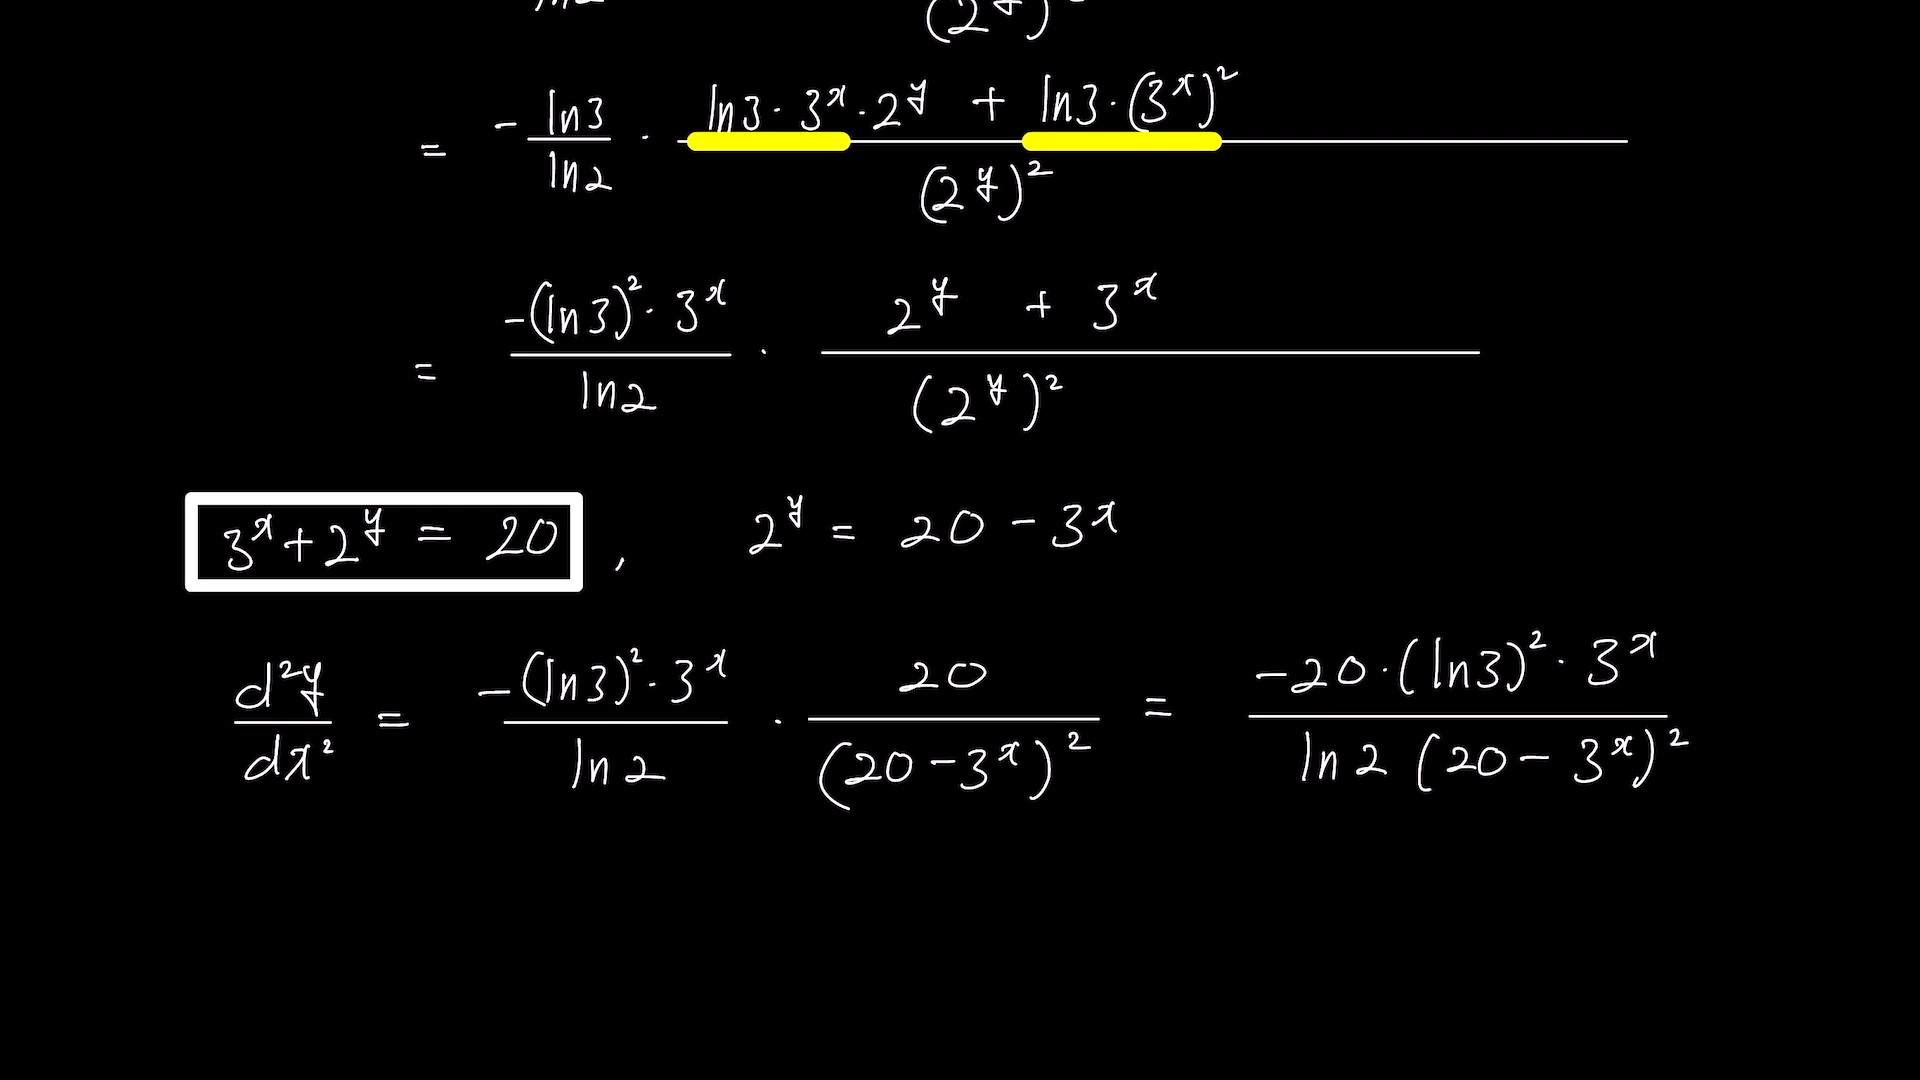 (2^y)
= -ln3/ln2 · (ln3·3^x·2^y + ln3·(3^x)²)/(2^y)²
= -(ln3)²·3^x/ln2 · (2^y + 3^x)/(2^y)²
3^x + 2^y = 20 , 2^y = 20 - 3^x
d²y/dx² = -(ln3)²·3^x/ln2 · 20/(20-3^x)² = -20·(ln3)²·3^x/(ln2 (20-3^x)²)